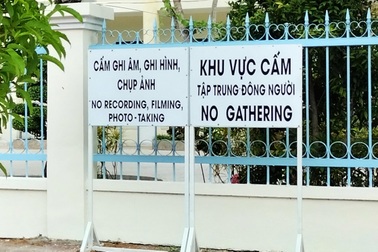 CẤM GHI ÂM, GHI HÌNH,
CHỤP ẢNH
NO RECORDING, FILMING,
PHOTO-TAKING
KHU VỰC CẤM
TẬP TRUNG ĐÔNG NGƯỜI
NO GATHERING